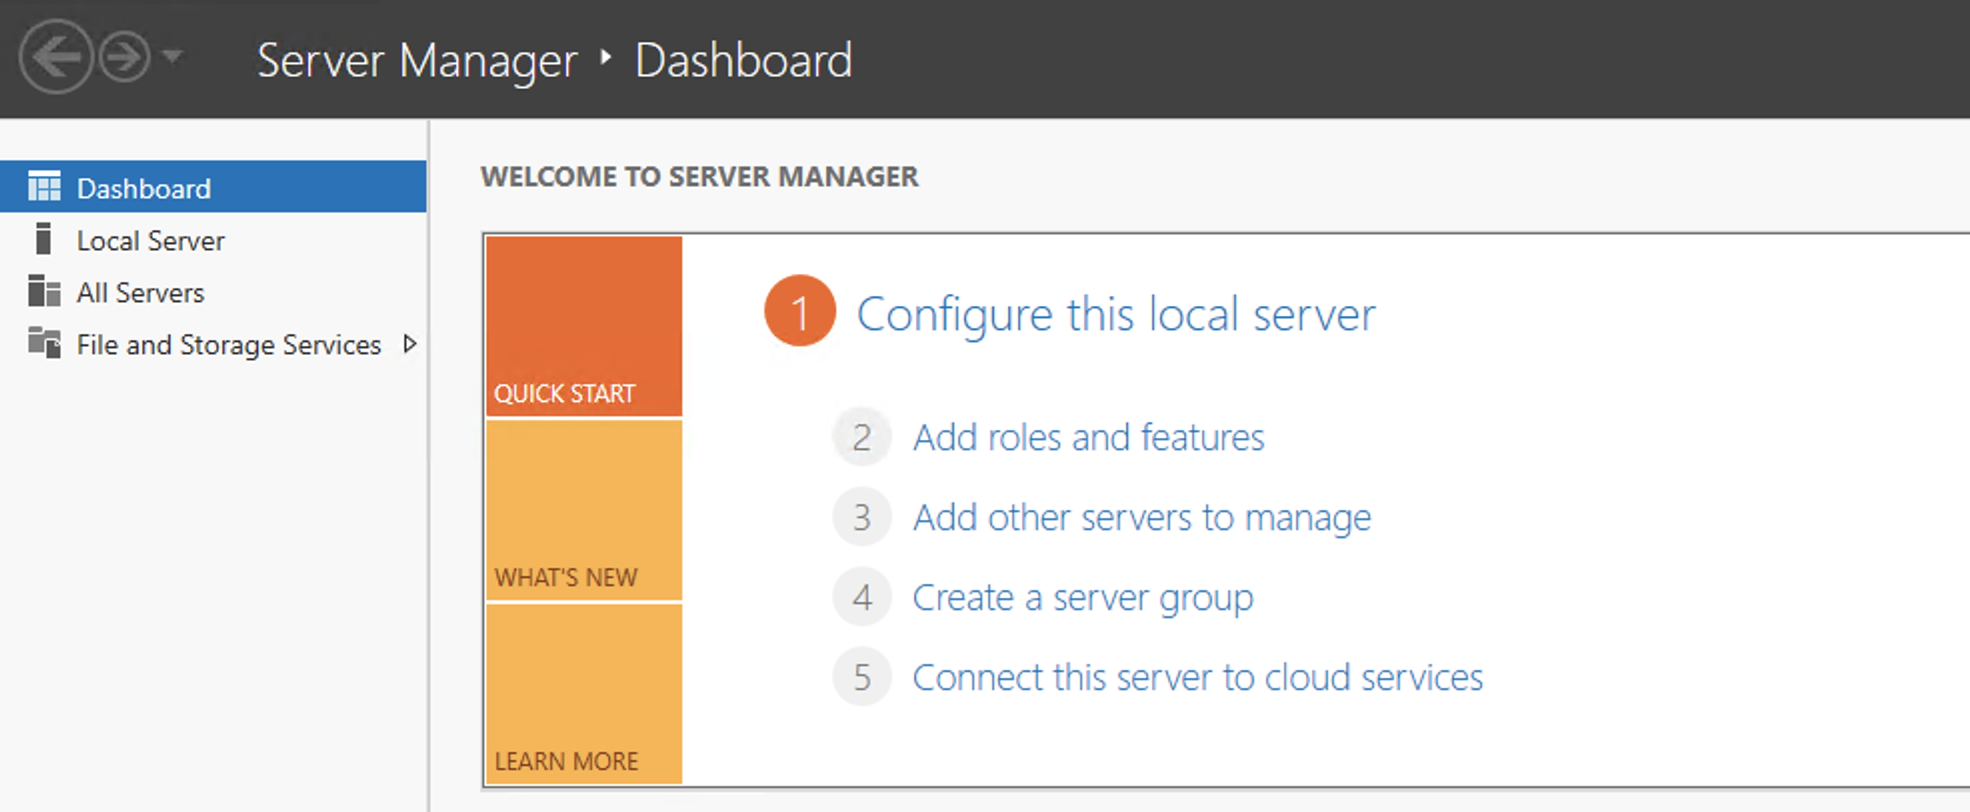 Server Manager ‣ Dashboard
Dashboard
Local Server
All Servers
File and Storage Services
WELCOME TO SERVER MANAGER
QUICK START
WHAT'S NEW
LEARN MORE
1 Configure this local server
2 Add roles and features
3 Add other servers to manage
4 Create a server group
5 Connect this server to cloud services